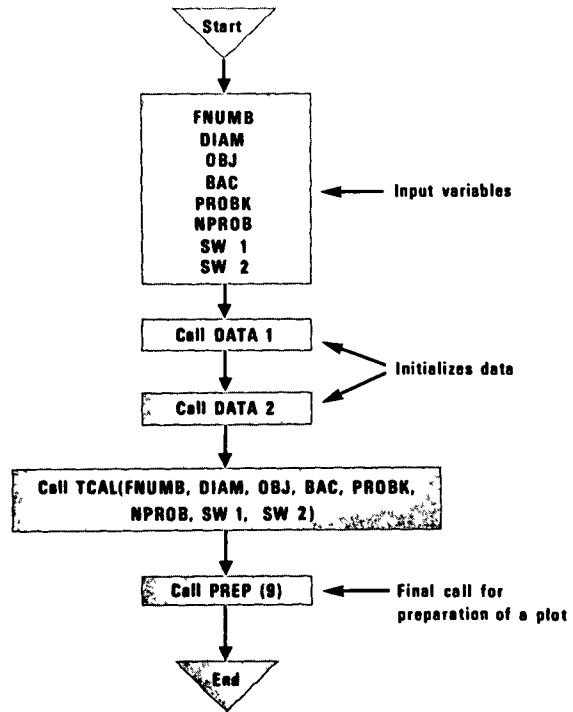 Start
FNUMB
DIAM
OBJ
BAC
PROBK
NPROB
SW 1
SW 2
Input variables
Call DATA 1
Initializes data
Call DATA 2
Call TCAL(FNUMB, DIAM, OBJ, BAC, PROBK,
NPROB, SW 1, SW 2)
Call PREP (9)
Final call for
preparation of a plot
End